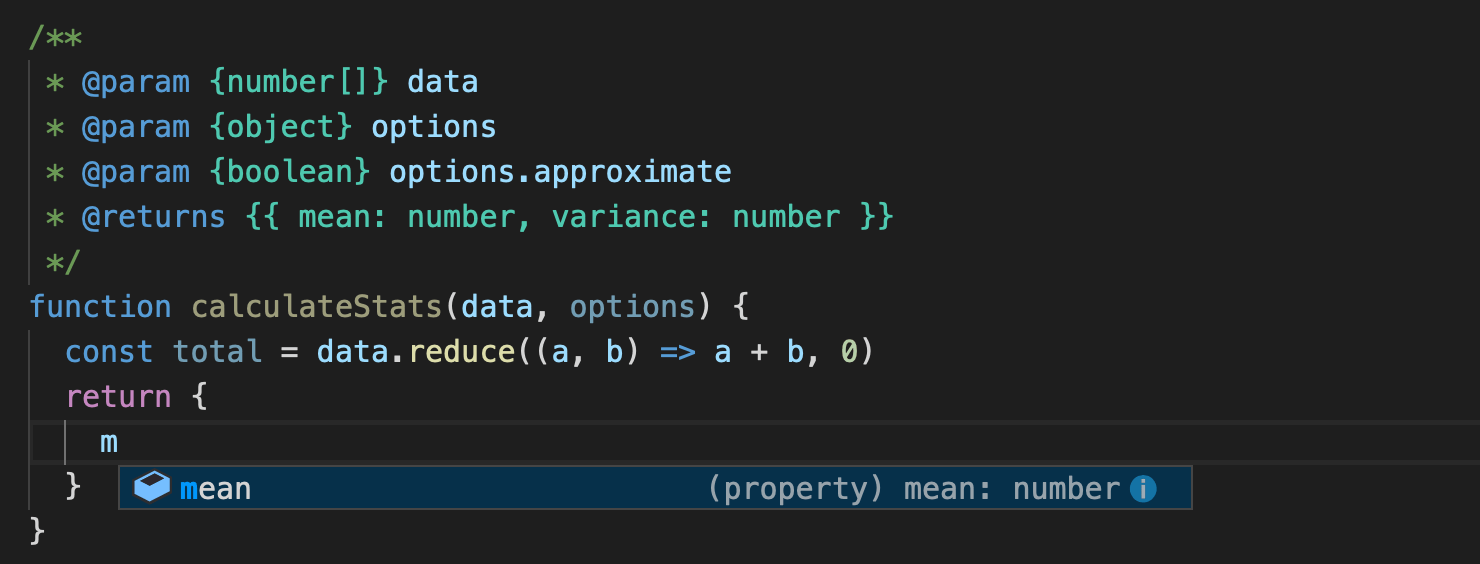 /**
 * @param {number[]} data
 * @param {object} options
 * @param {boolean} options.approximate
 * @returns {{ mean: number, variance: number }}
 */
function calculateStats(data, options) {
  const total = data.reduce((a, b) => a + b, 0)
  return {
    m
  }
mean (property) mean: number
}